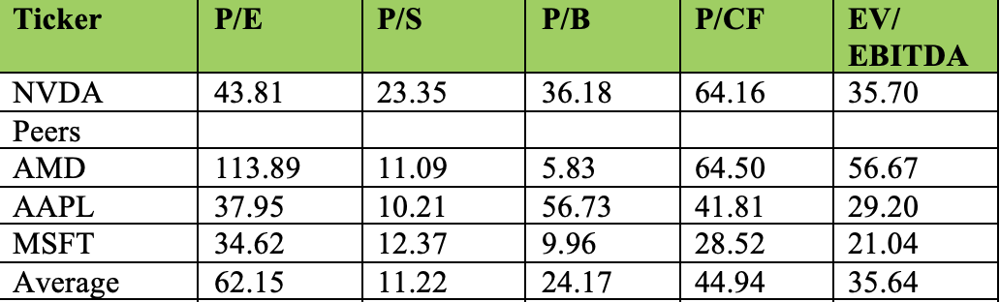 Ticker P/E P/S P/B P/CF EV/
EBITDA
NVDA 43.81 23.35 36.18 64.16 35.70
Peers
AMD 113.89 11.09 5.83 64.50 56.67
AAPL 37.95 10.21 56.73 41.81 29.20
MSFT 34.62 12.37 9.96 28.52 21.04
Average 62.15 11.22 24.17 44.94 35.64